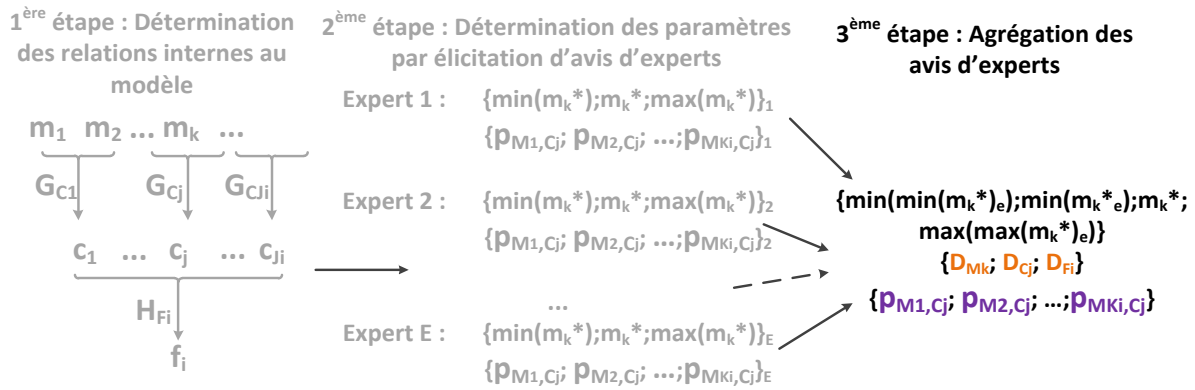 1ère étape : Détermination
des relations internes au
modèle
m1 m2 ... mk ...
GC1 GCj GCJi
c1 ... cj ... cJi
HFi
fi
2ème étape : Détermination des paramètres
par élicitation d’avis d’experts
Expert 1 : {min(mk*);mk*;max(mk*)}1
{pM1,Cj; pM2,Cj; ...;pMKi,Cj}1
Expert 2 : {min(mk*);mk*;max(mk*)}2
{pM1,Cj; pM2,Cj; ...;pMKi,Cj}2
...
Expert E : {min(mk*);mk*;max(mk*)}E
{pM1,Cj; pM2,Cj; ...;pMKi,Cj}E
3ème étape : Agrégation des
avis d’experts
{min(min(mk*)e);min(mk*e);mk*;
max(max(mk*)e)}
{DMk; DCj; DFi}
{pM1,Cj; pM2,Cj; ...;pMKi,Cj}